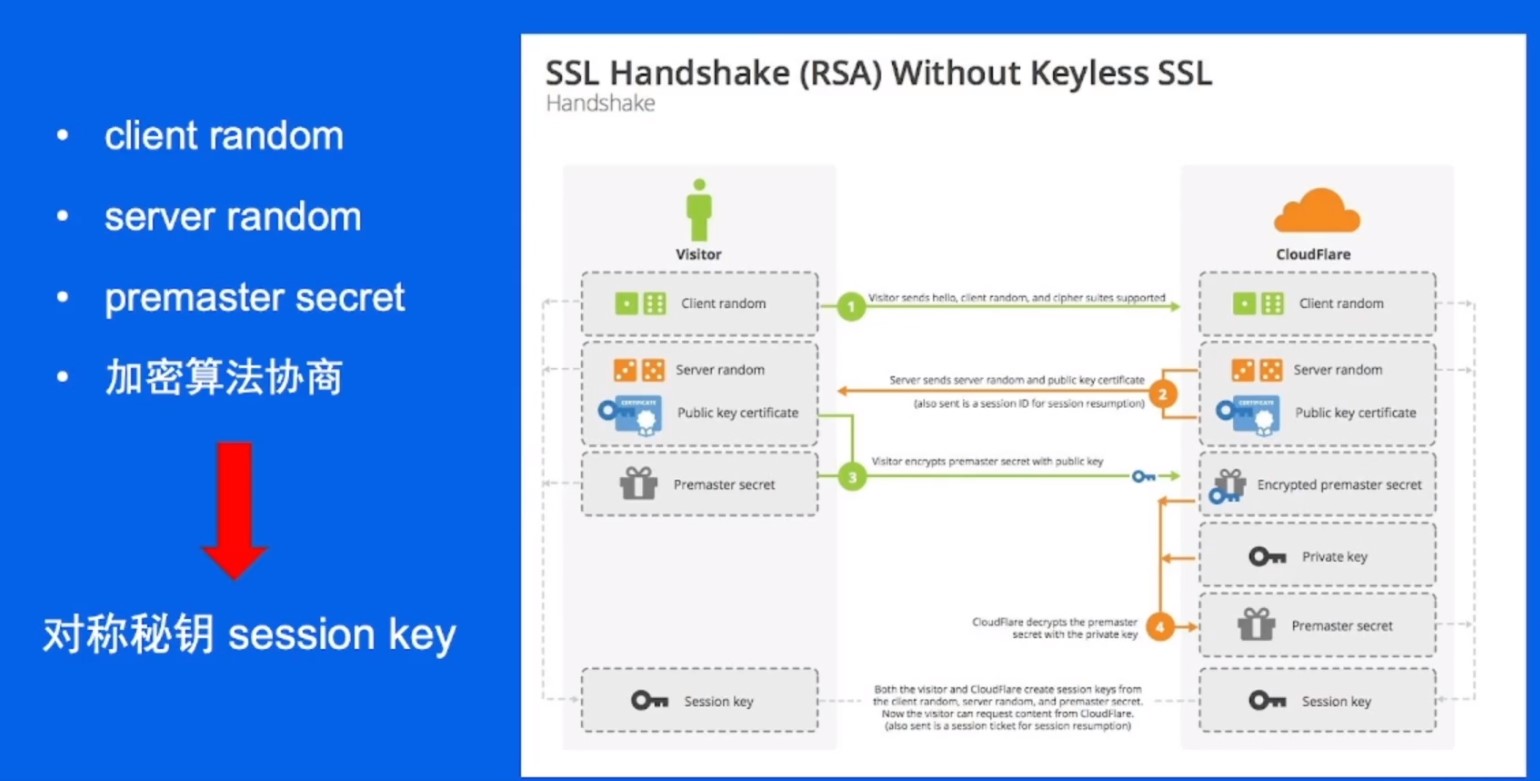 • client random
• server random
• premaster secret
• 加密算法协商
对称秘钥 session key
SSL Handshake (RSA) Without Keyless SSL
Handshake
Visitor
CloudFlare
Client random
Visitor sends hello, client random, and cipher suites supported
1
Client random
Server random
Server sends server random and public key certificate
(also sent is a session ID for session resumption)
2
Server random
CERTIFICATE
Public key certificate
CERTIFICATE
Public key certificate
Visitor encrypts premaster secret with public key
3
Premaster secret
Encrypted premaster secret
Private key
CloudFlare decrypts the premaster
secret with the private key
4
Premaster secret
Session key
Both the visitor and CloudFlare create session keys from
the client random, server random, and premaster secret.
Now the visitor can request content from CloudFlare.
(also sent is a session ticket for session resumption)
Session key